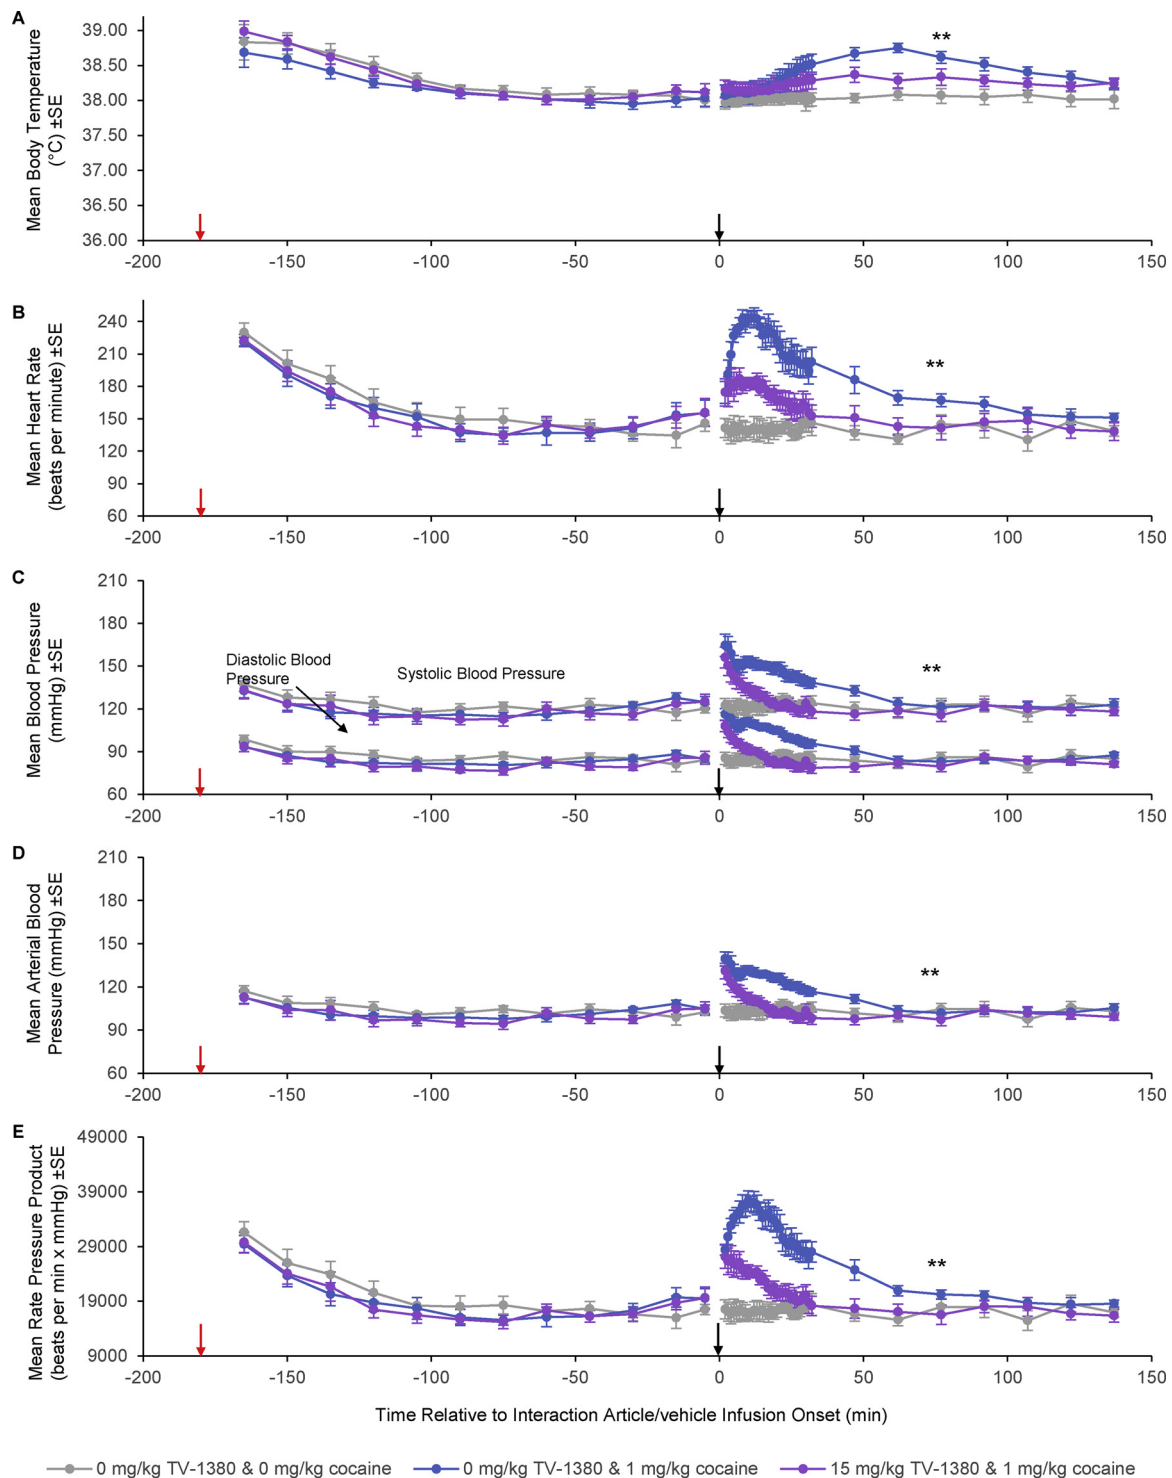 A
Mean Body Temperature
(°C) ±SE
39.00
38.50
38.00
37.50
37.00
36.50
36.00
**
-200 -150 -100 -50 0 50 100 150
B
Mean Heart Rate
(beats per minute) ±SE
240
210
180
150
120
90
60
**
-200 -150 -100 -50 0 50 100 150
C
Mean Blood Pressure
(mmHg) ±SE
210
180
150
120
90
60
Diastolic Blood
Pressure
Systolic Blood Pressure
**
-200 -150 -100 -50 0 50 100 150
D
Mean Arterial Blood
Pressure (mmHg) ±SE
210
180
150
120
90
60
**
-200 -150 -100 -50 0 50 100 150
E
Mean Rate Pressure Product
(beats per min x mmHg) ±SE
49000
39000
29000
19000
9000
**
-200 -150 -100 -50 0 50 100 150
Time Relative to Interaction Article/vehicle Infusion Onset (min)
0 mg/kg TV-1380 & 0 mg/kg cocaine 0 mg/kg TV-1380 & 1 mg/kg cocaine 15 mg/kg TV-1380 & 1 mg/kg cocaine